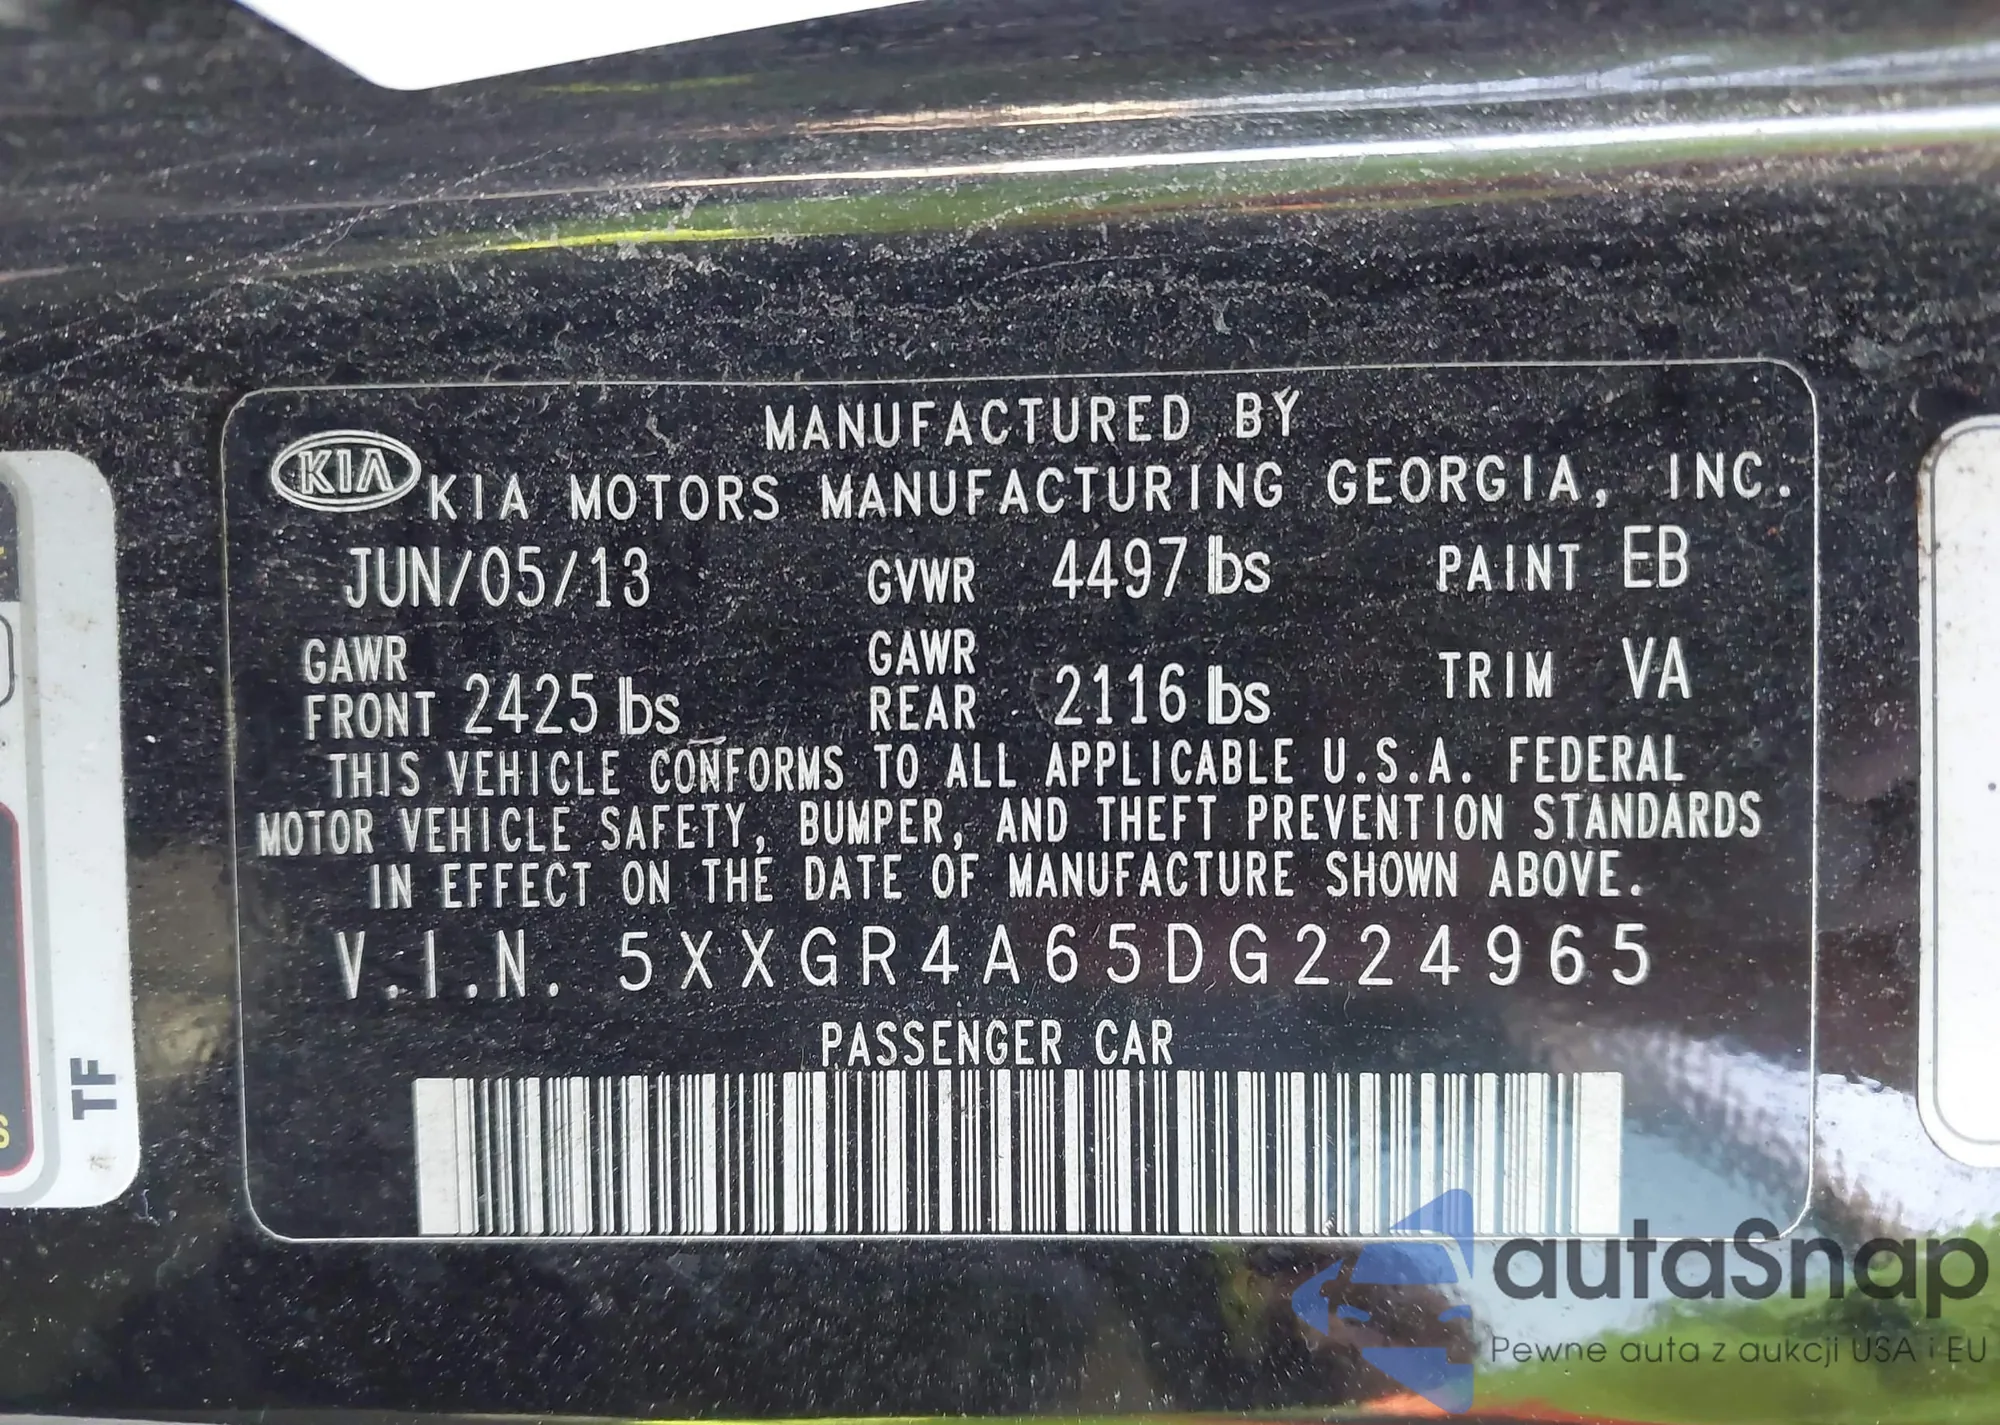 MANUFACTURED BY
KIA KIA MOTORS MANUFACTURING GEORGIA, INC.
JUN/05/13 GVWR 4497 lbs PAINT EB
GAWR FRONT 2425 lbs GAWR REAR 2116 lbs TRIM VA
THIS VEHICLE CONFORMS TO ALL APPLICABLE U.S.A. FEDERAL
MOTOR VEHICLE SAFETY, BUMPER, AND THEFT PREVENTION STANDARDS
IN EFFECT ON THE DATE OF MANUFACTURE SHOWN ABOVE.
V.I.N. 5XXGR4A65DG224965
PASSENGER CAR
TF
autaSnap
Pewne auta z aukcji USA i EU